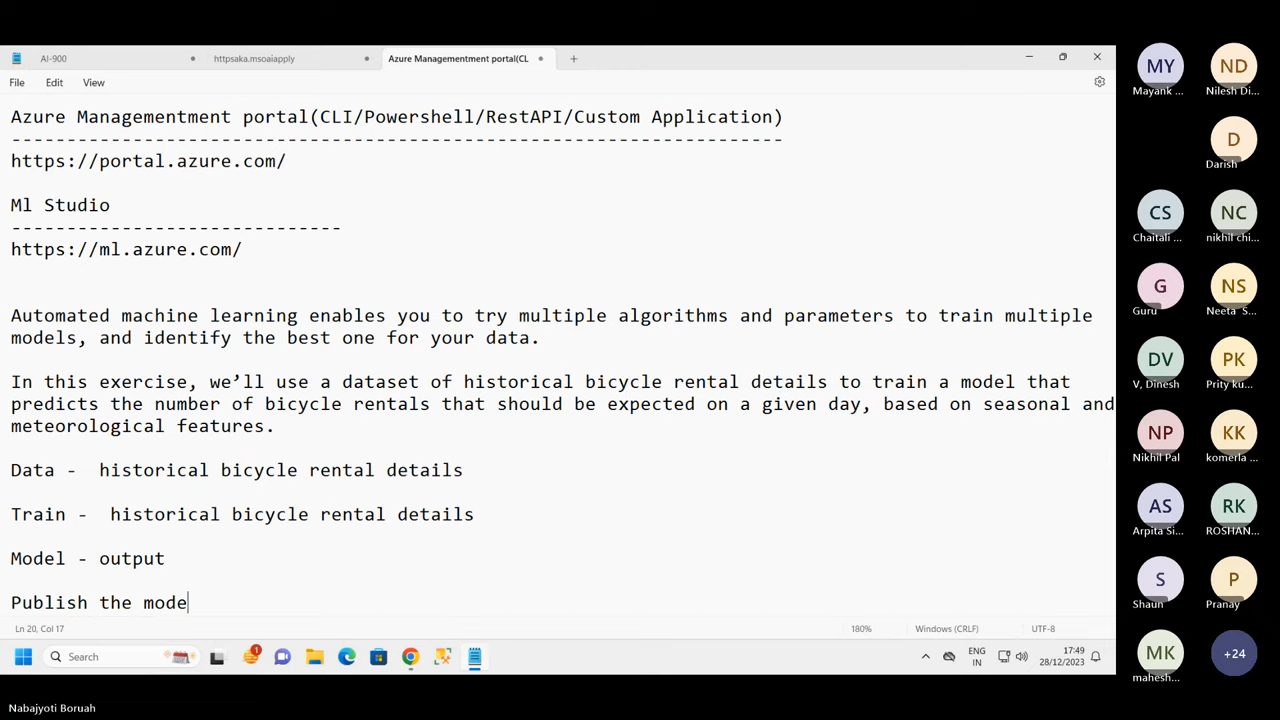 AI-900
httpsaka.msoaiapply
Azure Managementment portal(CL
File Edit View
Azure Managementment portal(CLI/Powershell/RestAPI/Custom Application)
----------------------------------------------------------------------
https://portal.azure.com/
Ml Studio
------------------------------
https://ml.azure.com/
Automated machine learning enables you to try multiple algorithms and parameters to train multiple
models, and identify the best one for your data.
In this exercise, we’ll use a dataset of historical bicycle rental details to train a model that
predicts the number of bicycle rentals that should be expected on a given day, based on seasonal and
meteorological features.
Data -  historical bicycle rental details
Train -  historical bicycle rental details
Model - output
Publish the mode
Ln 20, Col 17
180%
Windows (CRLF)
UTF-8
Search
1
ENG
IN
17:49
28/12/2023
MY
Mayank ...
ND
Nilesh Di...
D
Darish
CS
Chaitali ...
NC
nikhil chi...
G
Guru
NS
Neeta S...
DV
V, Dinesh
PK
Prity ku...
NP
Nikhil Pal
KK
komerla ...
AS
Arpita Si...
RK
ROSHAN...
S
Shaun
P
Pranay
MK
mahesh...
+24
Nabajyoti Boruah